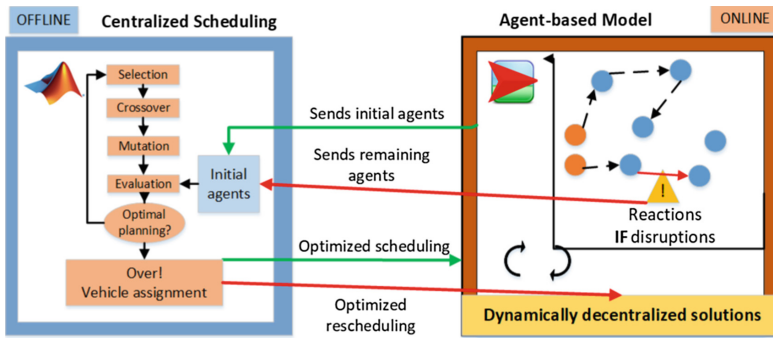 OFFLINE
Centralized Scheduling
Selection
Crossover
Mutation
Evaluation
Optimal
planning?
Over!
Vehicle assignment
Initial
agents
Sends initial agents
Sends remaining
agents
Optimized scheduling
Optimized
rescheduling
Agent-based Model
ONLINE
!
Reactions
IF disruptions
Dynamically decentralized solutions